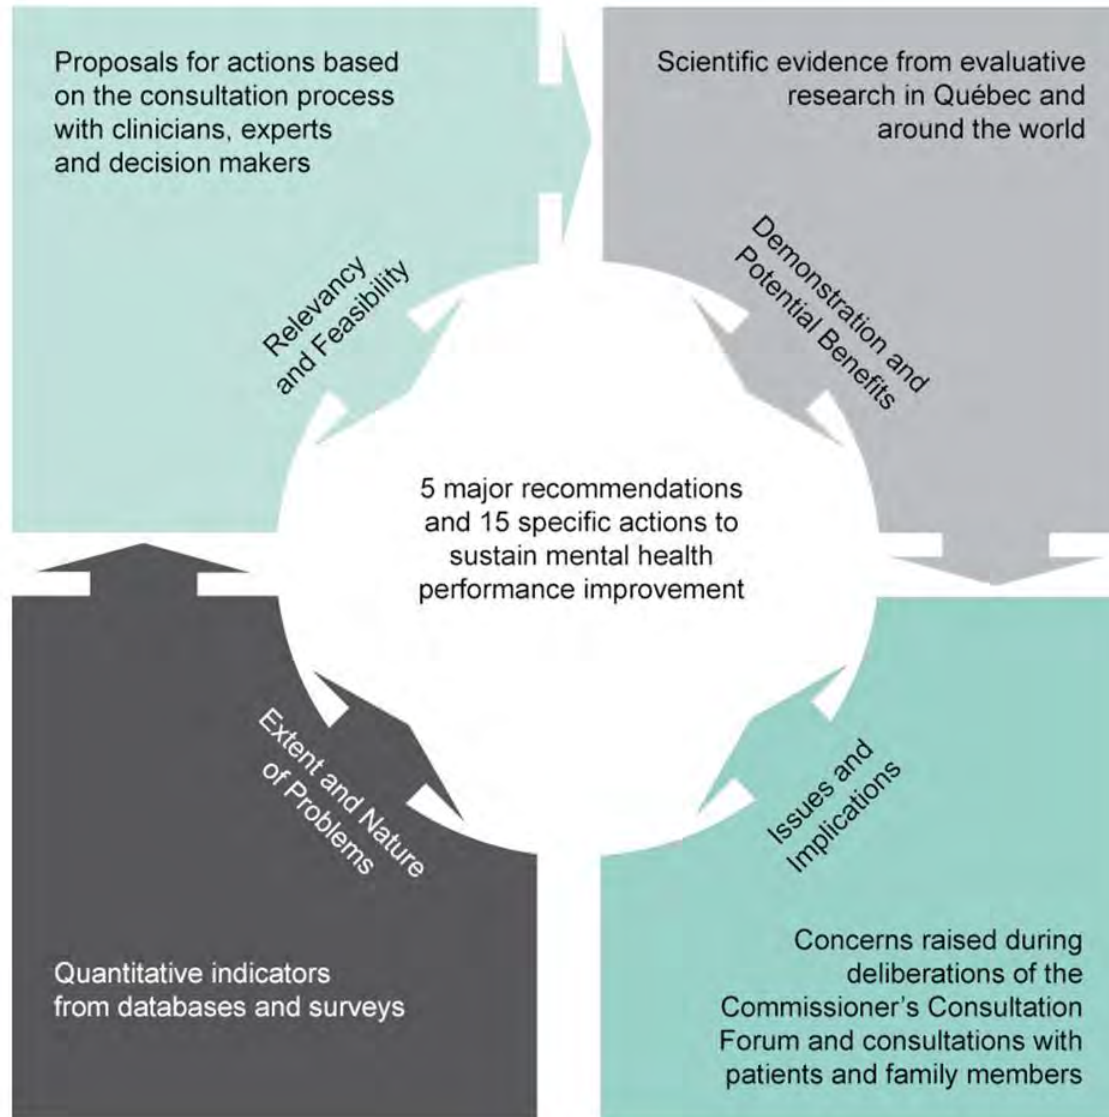 Proposals for actions based
on the consultation process
with clinicians, experts
and decision makers
Scientific evidence from evaluative
research in Québec and
around the world
Relevancy
and Feasibility
Demonstration and
Potential Benefits
5 major recommendations
and 15 specific actions to
sustain mental health
performance improvement
Extent and Nature
of Problems
Issues and
Implications
Quantitative indicators
from databases and surveys
Concerns raised during
deliberations of the
Commissioner's Consultation
Forum and consultations with
patients and family members